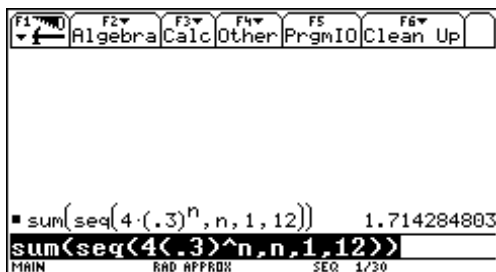 F1 F2 F3 F4 F5 F6
Algebra Calc Other PrgmIO Clean Up
sum(seq(4·(.3)^n, n, 1, 12)) 1.714284803
sum(seq(4(.3)^n,n,1,12))
MAIN RAD APPROX SEQ 1/30